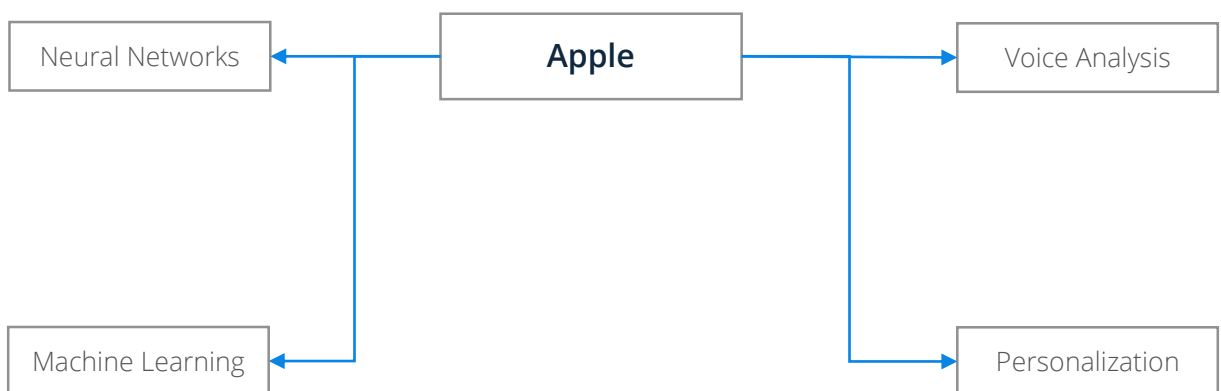 Neural Networks
Apple
Voice Analysis
Machine Learning
Personalization